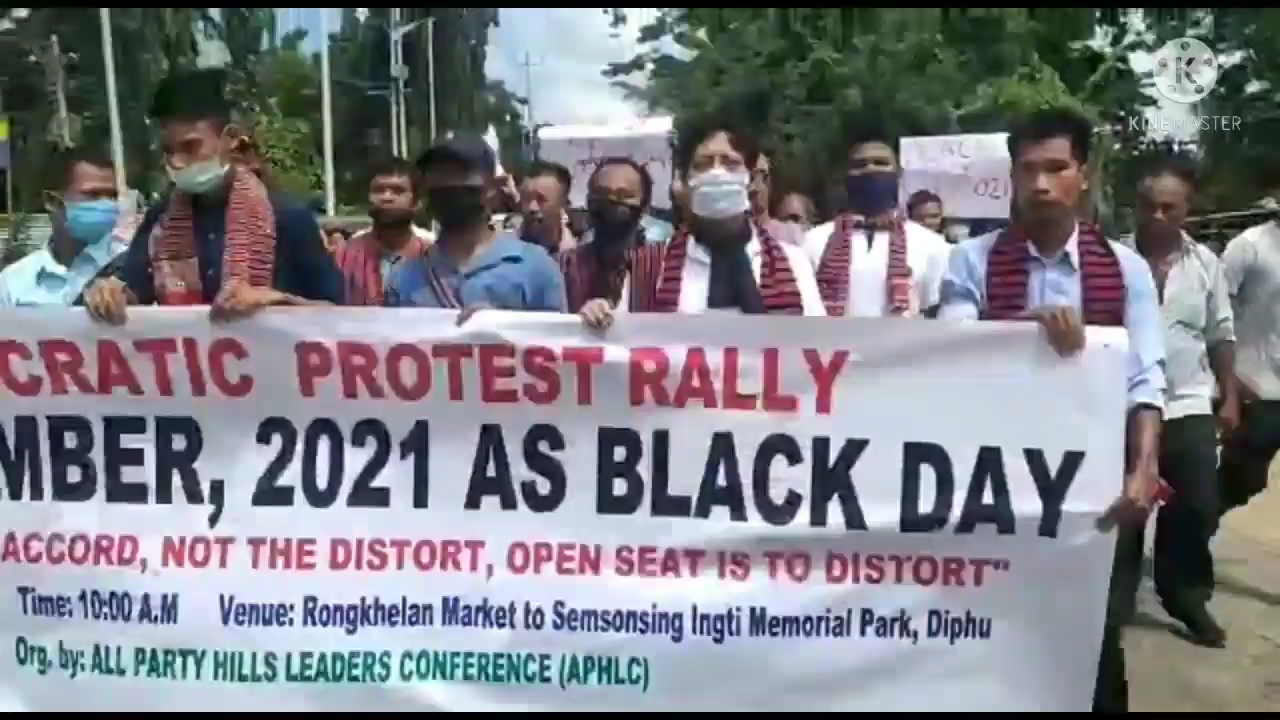 KINEMASTER
CRATIC PROTEST RALLY
MBER, 2021 AS BLACK DAY
ACCORD, NOT THE DISTORT, OPEN SEAT IS TO DISTORT"
Time: 10:00 A.M Venue: Rongkhelan Market to Semsonsing Ingti Memorial Park, Diphu
Org. by: ALL PARTY HILLS LEADERS CONFERENCE (APHLC)